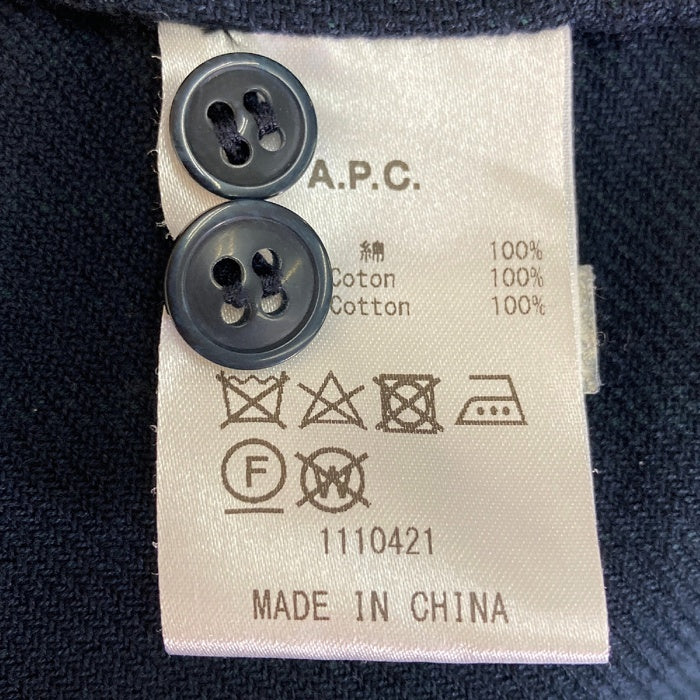 A.P.C.
綿 100%
Coton 100%
Cotton 100%
F W
1110421
MADE IN CHINA